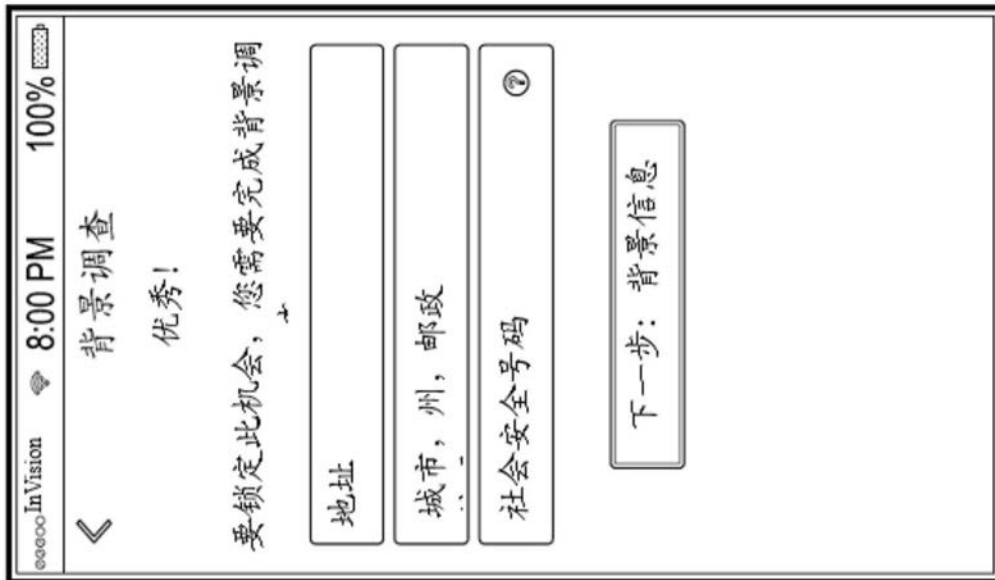 InVision 8:00 PM 100%
背景调查
优秀!
要锁定此机会，您需要完成背景调
地址
城市，州，邮政
社会安全号码 ?
下一步：背景信息